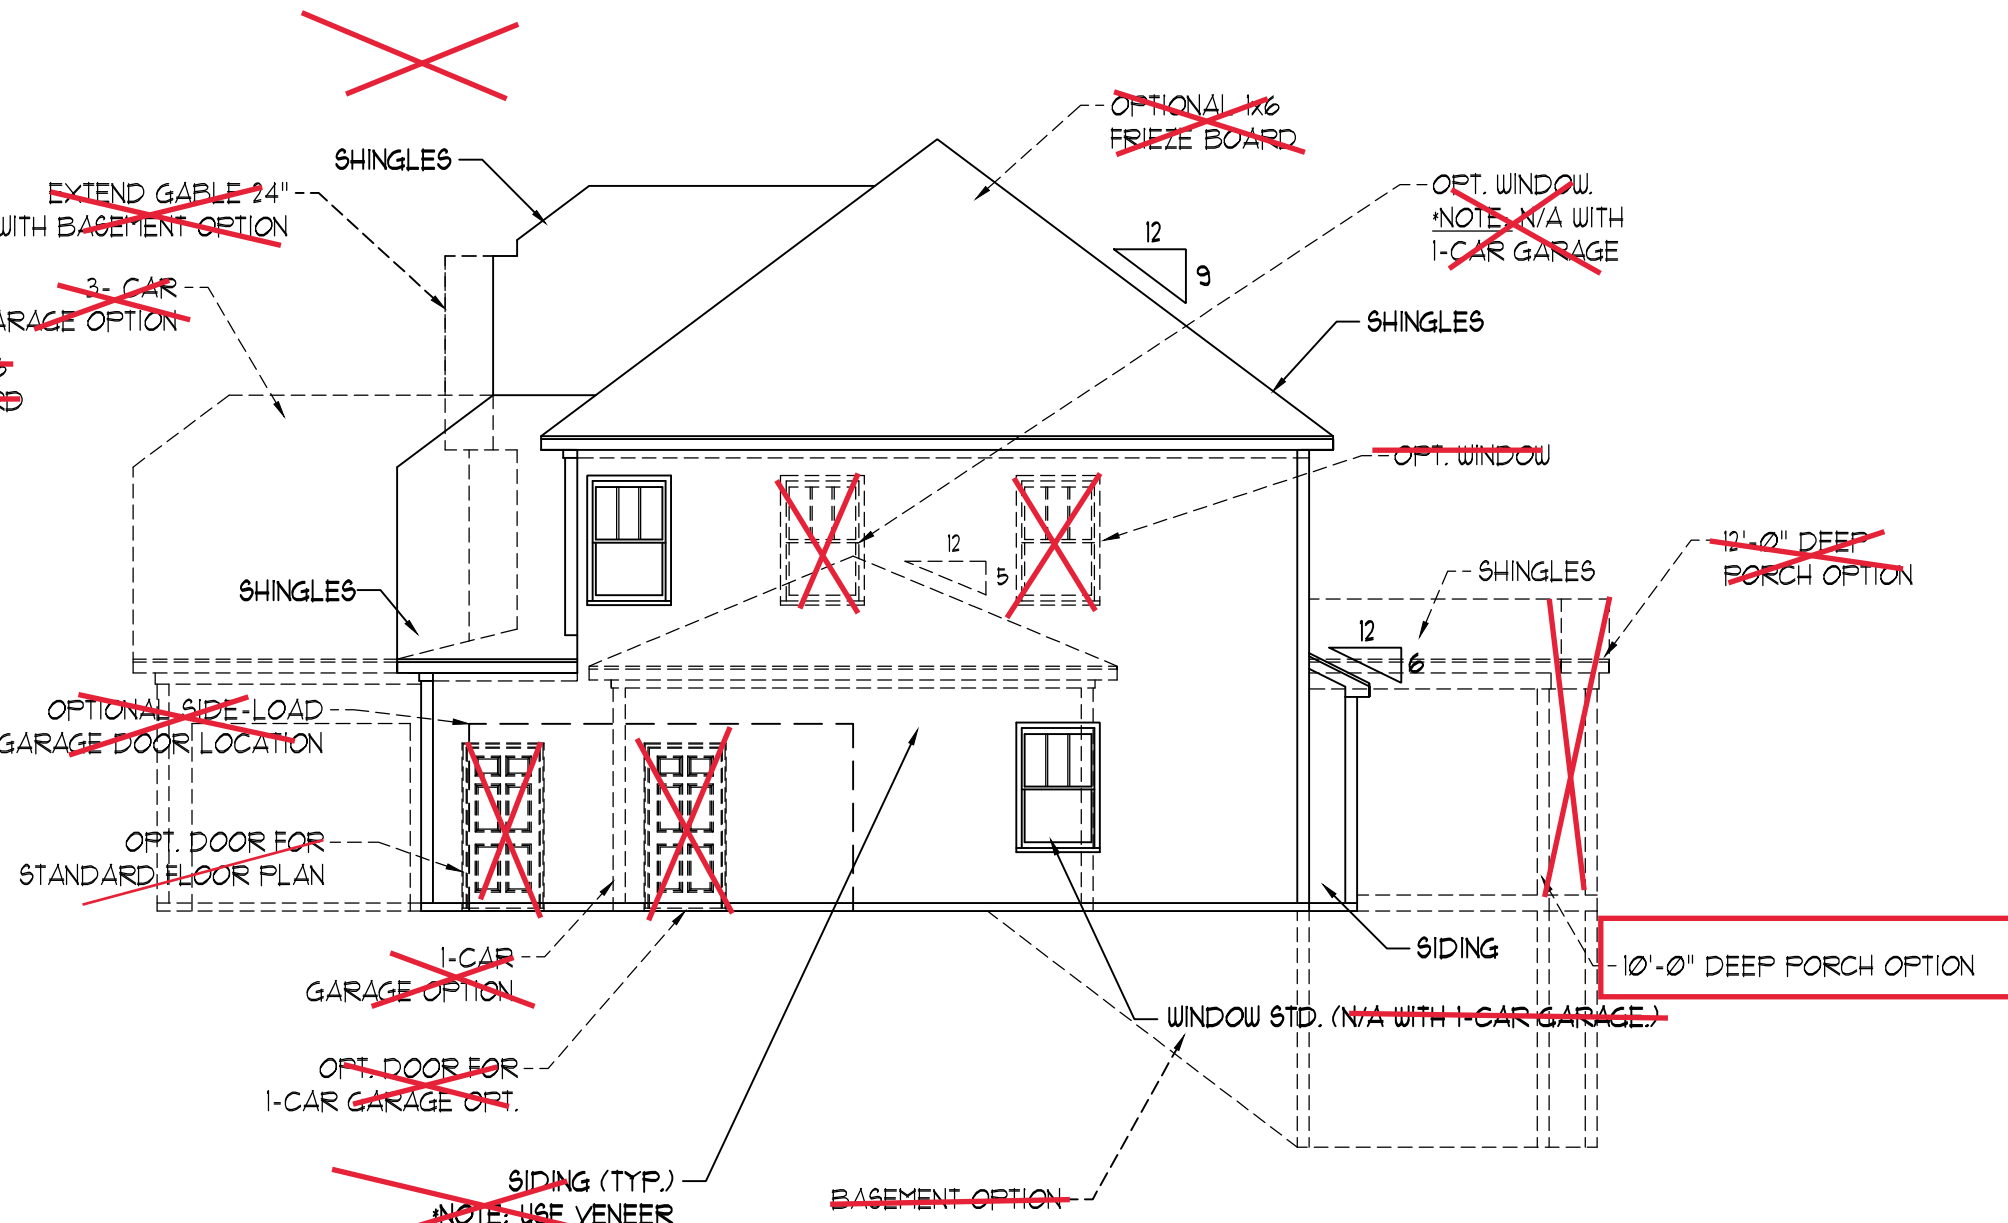 OPTIONAL 1x6
FRIEZE BOARD
SHINGLES
EXTEND GABLE 24"
WITH BASEMENT OPTION
OPT. WINDOW.
*NOTE: N/A WITH
1-CAR GARAGE
12
9
3- CAR
GARAGE OPTION
SHINGLES
OPT. WINDOW
12
5
12'-0" DEEP
PORCH OPTION
SHINGLES
SHINGLES
12
6
OPTIONAL SIDE-LOAD
GARAGE DOOR LOCATION
OPT. DOOR FOR
STANDARD FLOOR PLAN
1-CAR
GARAGE OPTION
SIDING
10'-0" DEEP PORCH OPTION
WINDOW STD. (N/A WITH 1-CAR GARAGE.)
OPT. DOOR FOR
1-CAR GARAGE OPT.
SIDING (TYP.)
*NOTE: USE VENEER
BASEMENT OPTION